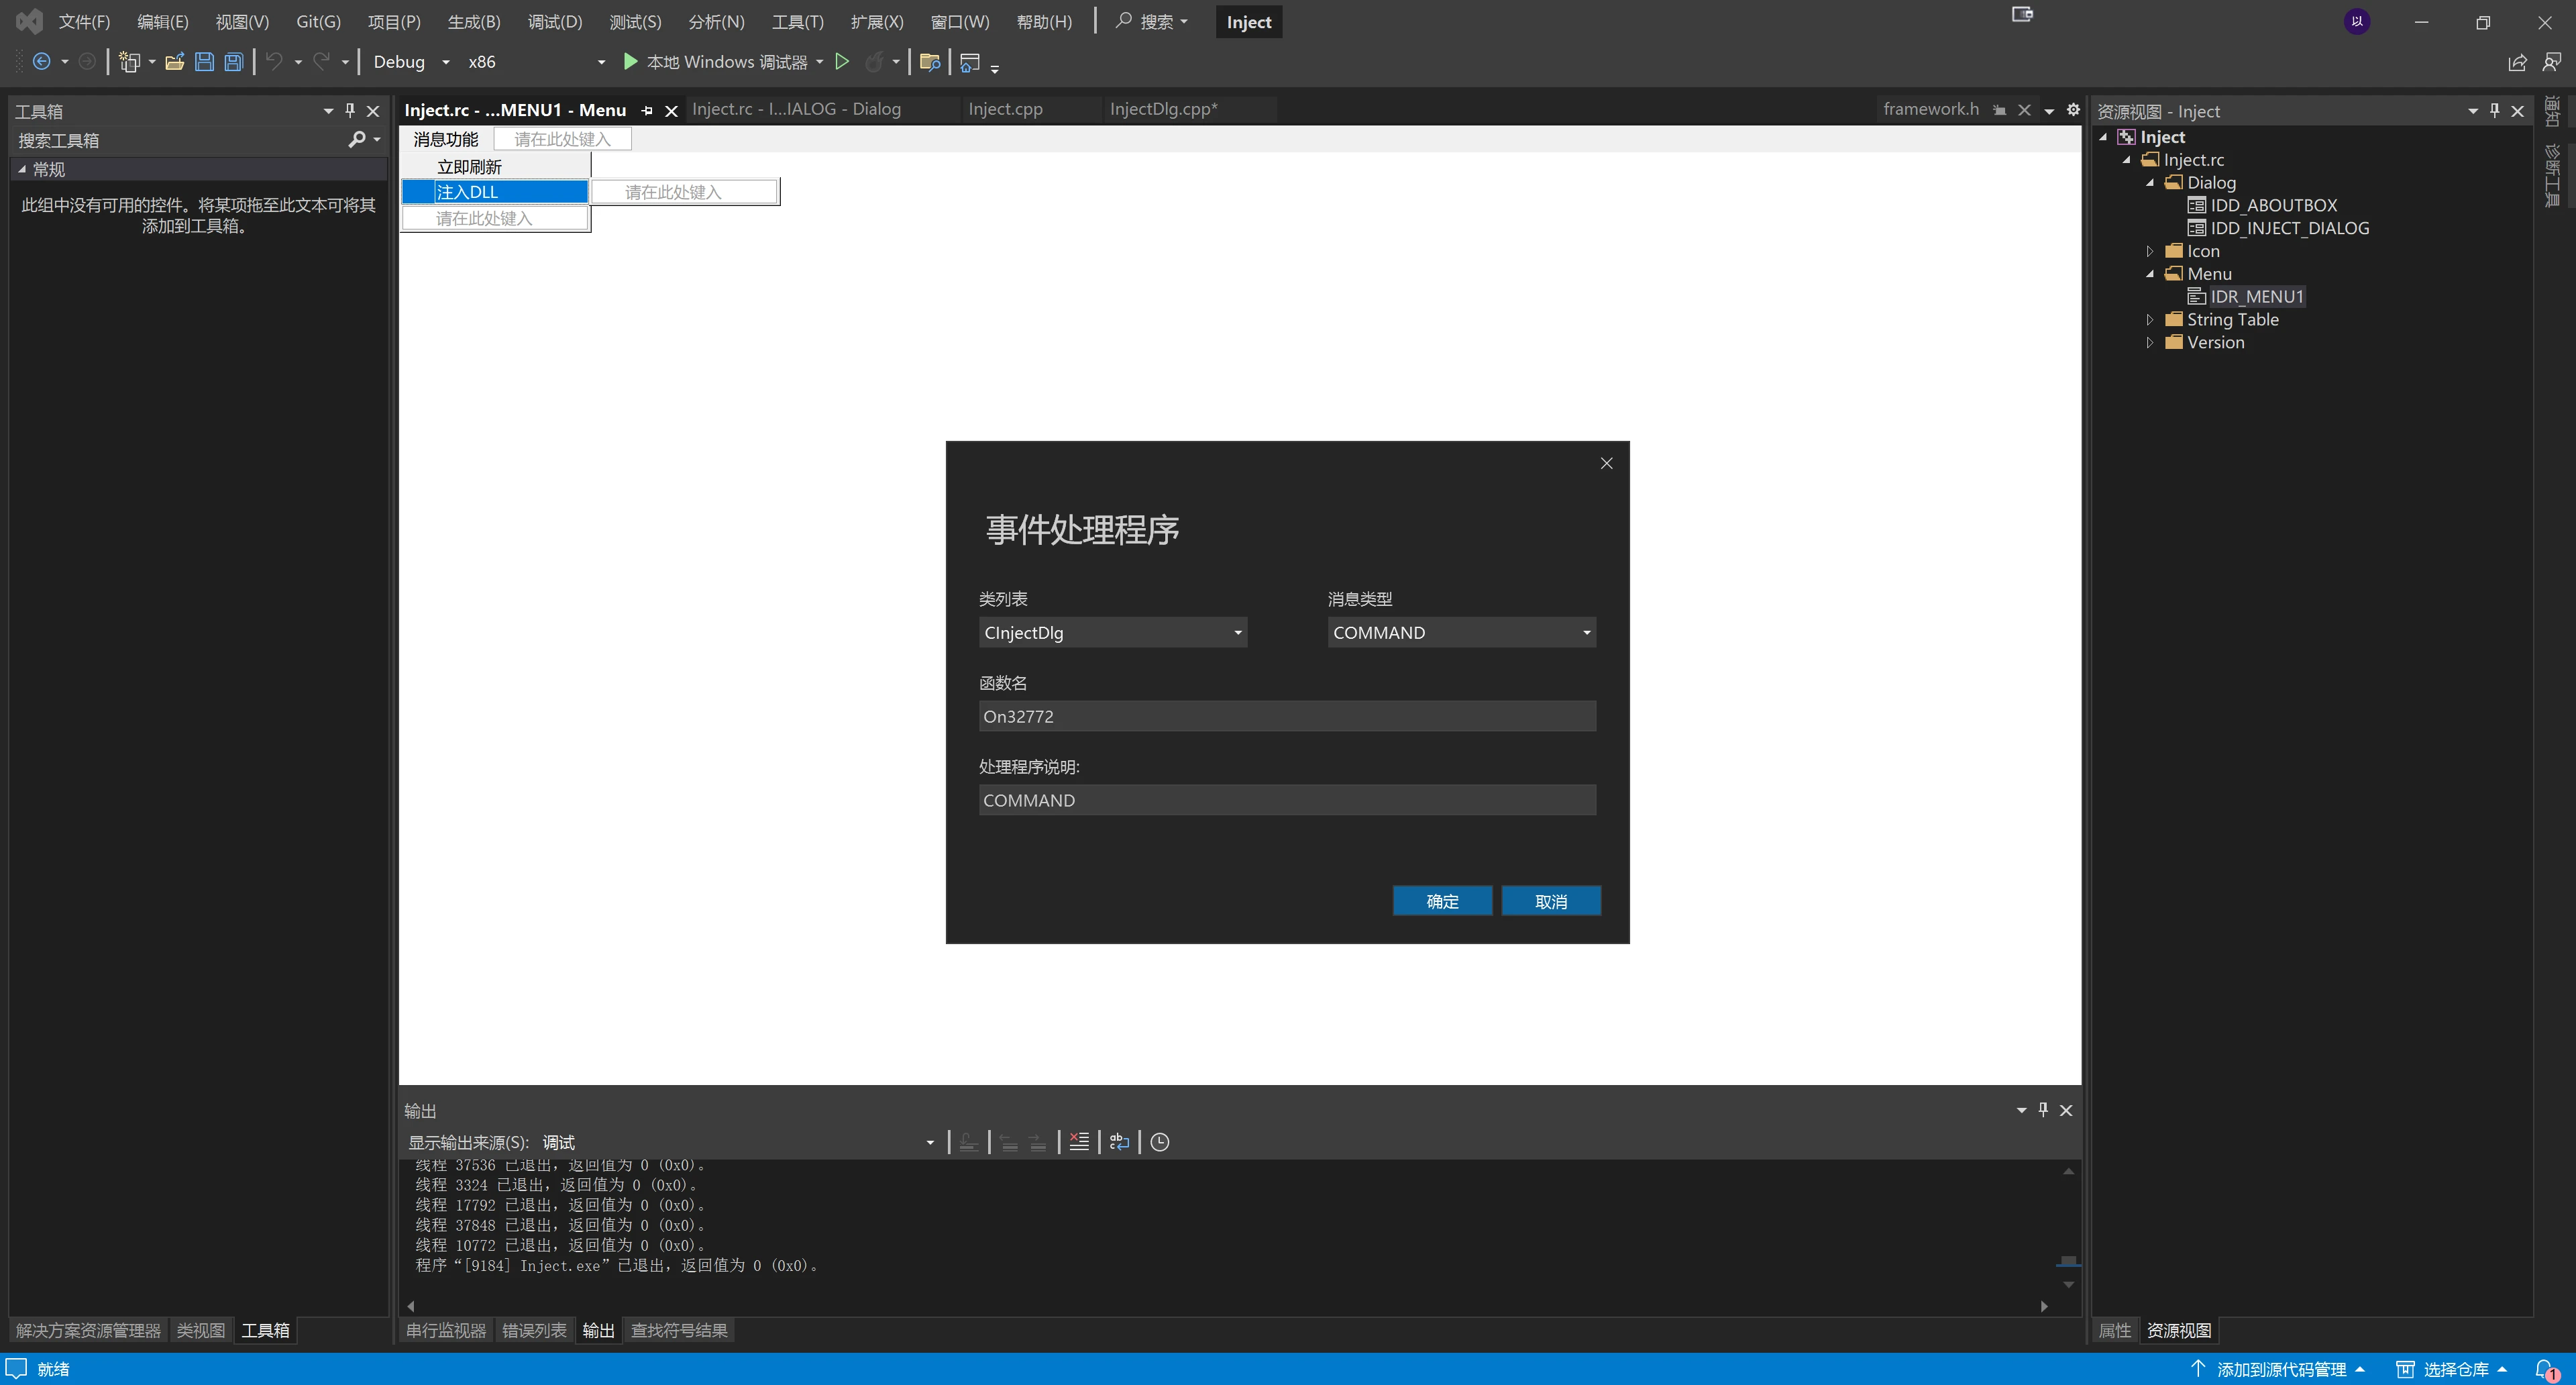 文件(F) 编辑(E) 视图(V) Git(G) 项目(P) 生成(B) 调试(D) 测试(S) 分析(N) 工具(T) 扩展(X) 窗口(W) 帮助(H) 搜索 Inject 以
Debug x86 本地 Windows 调试器
工具箱
搜索工具箱
常规
此组中没有可用的控件。将某项拖至此文本可将其
添加到工具箱。
Inject.rc - ...MENU1 - Menu Inject.rc - I...IALOG - Dialog Inject.cpp InjectDlg.cpp* framework.h
消息功能 请在此处键入
立即刷新
注入DLL 请在此处键入
请在此处键入
事件处理程序
类列表 消息类型
CInjectDlg COMMAND
函数名
On32772
处理程序说明:
COMMAND
确定 取消
资源视图 - Inject
Inject
Inject.rc
Dialog
IDD_ABOUTBOX
IDD_INJECT_DIALOG
Icon
Menu
IDR_MENU1
String Table
Version
通知
诊断工具
输出
显示输出来源(S): 调试
线程 37536 已退出，返回值为 0 (0x0)。
线程 3324 已退出，返回值为 0 (0x0)。
线程 17792 已退出，返回值为 0 (0x0)。
线程 37848 已退出，返回值为 0 (0x0)。
线程 10772 已退出，返回值为 0 (0x0)。
程序“[9184] Inject.exe”已退出，返回值为 0 (0x0)。
解决方案资源管理器 类视图 工具箱 串行监视器 错误列表 输出 查找符号结果 属性 资源视图
就绪 添加到源代码管理 选择仓库 1